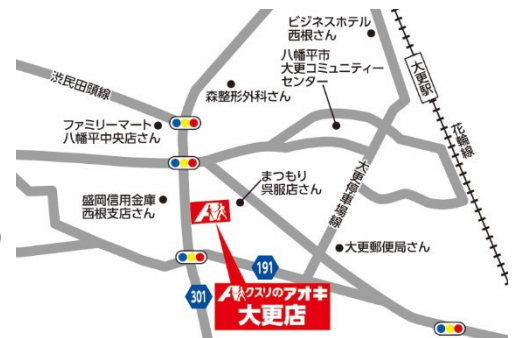 ビジネスホテル
西根さん
八幡平市
大更コミュニティー
センター
大更駅
花輪線
渋民田頭線
森整形外科さん
ファミリーマート
八幡平中央店さん
大更停車場線
まつもり
呉服店さん
盛岡信用金庫
西根支店さん
大更郵便局さん
191
301
クスリのアオキ
大更店